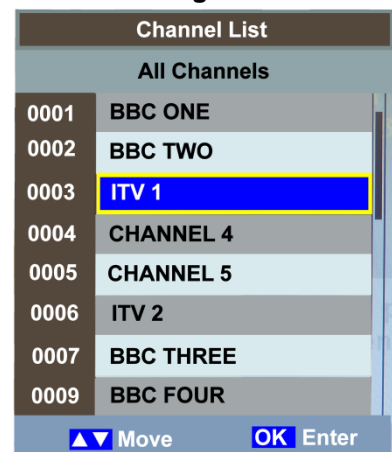 Channel List
All Channels
0001 BBC ONE
0002 BBC TWO
0003 ITV 1
0004 CHANNEL 4
0005 CHANNEL 5
0006 ITV 2
0007 BBC THREE
0009 BBC FOUR
▲▼ Move OK Enter